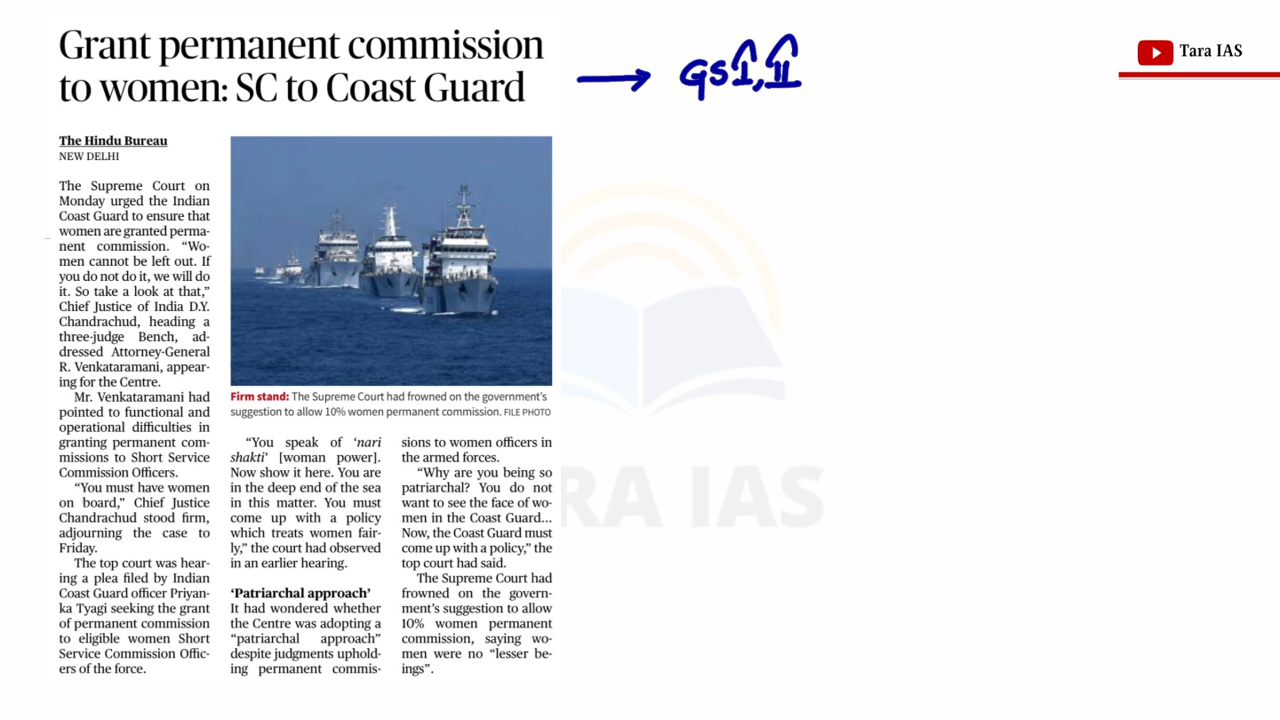 Grant permanent commission
to women: SC to Coast Guard
→ GS I, II
Tara IAS
The Hindu Bureau
NEW DELHI
The Supreme Court on
Monday urged the Indian
Coast Guard to ensure that
women are granted perma-
nent commission. “Wo-
men cannot be left out. If
you do not do it, we will do
it. So take a look at that,”
Chief Justice of India D.Y.
Chandrachud, heading a
three-judge Bench, ad-
dressed Attorney-General
R. Venkataramani, appear-
ing for the Centre.
Mr. Venkataramani had
pointed to functional and
operational difficulties in
granting permanent com-
missions to Short Service
Commission Officers.
“You must have women
on board,” Chief Justice
Chandrachud stood firm,
adjourning the case to
Friday.
The top court was hear-
ing a plea filed by Indian
Coast Guard officer Priyan-
ka Tyagi seeking the grant
of permanent commission
to eligible women Short
Service Commission Offic-
ers of the force.
Firm stand: The Supreme Court had frowned on the government’s
suggestion to allow 10% women permanent commission. FILE PHOTO
“You speak of ‘nari
shakti’ [woman power].
Now show it here. You are
in the deep end of the sea
in this matter. You must
come up with a policy
which treats women fair-
ly,” the court had observed
in an earlier hearing.
‘Patriarchal approach’
It had wondered whether
the Centre was adopting a
“patriarchal approach”
despite judgments uphold-
ing permanent commis-
sions to women officers in
the armed forces.
“Why are you being so
patriarchal? You do not
want to see the face of wo-
men in the Coast Guard...
Now, the Coast Guard must
come up with a policy,” the
top court had said.
The Supreme Court had
frowned on the govern-
ment’s suggestion to allow
10% women permanent
commission, saying wo-
men were no “lesser be-
ings”.
RA IAS